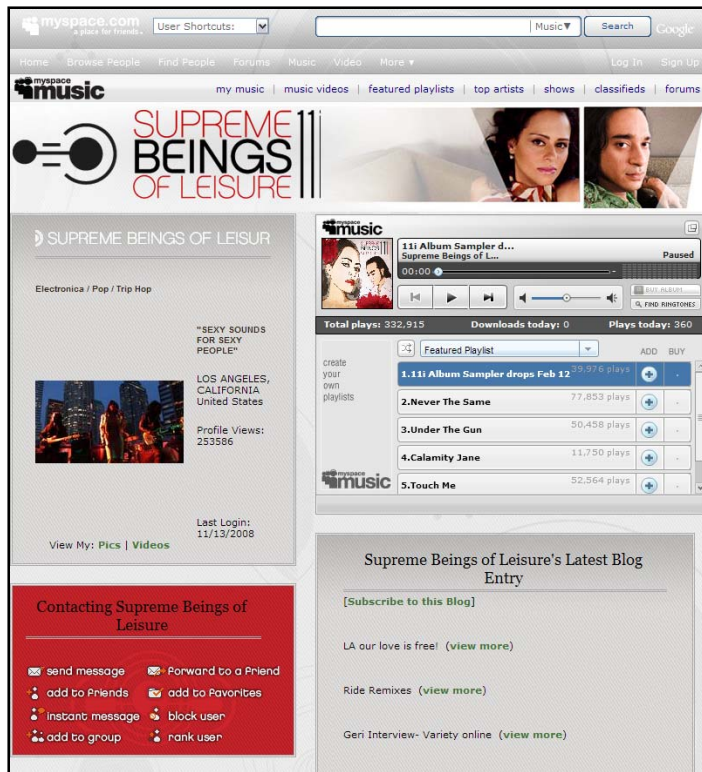 myspace.com
a place for friends.
User Shortcuts:
Music▼
Search
Google
Home Browse People Find People Forums Music Video More ▾
Log In Sign Up
myspace
music
my music | music videos | featured playlists | top artists | shows | classifieds | forums
SUPREME
BEINGS
OF LEISURE
11i
SUPREME BEINGS OF LEISUR
Electronica / Pop / Trip Hop
"SEXY SOUNDS
FOR SEXY
PEOPLE"
LOS ANGELES,
CALIFORNIA
United States
Profile Views:
253586
Last Login:
11/13/2008
View My: Pics | Videos
Contacting Supreme Beings of
Leisure
send message
Forward to a Friend
add to Friends
add to Favorites
instant message
block user
add to group
rank user
myspace
music
11i Album Sampler d...
Supreme Beings of L...
Paused
00:00
-
BUY ALBUM
FIND RINGTONES
Total plays: 332,915 Downloads today: 0 Plays today: 360
create
your
own
playlists
Featured Playlist
ADD BUY
1.11i Album Sampler drops Feb 12 39,976 plays
2.Never The Same 77,853 plays
3.Under The Gun 50,458 plays
4.Calamity Jane 11,750 plays
5.Touch Me 52,564 plays
myspace
music
Supreme Beings of Leisure's Latest Blog
Entry
[Subscribe to this Blog]
LA our love is free! (view more)
Ride Remixes (view more)
Geri Interview- Variety online (view more)